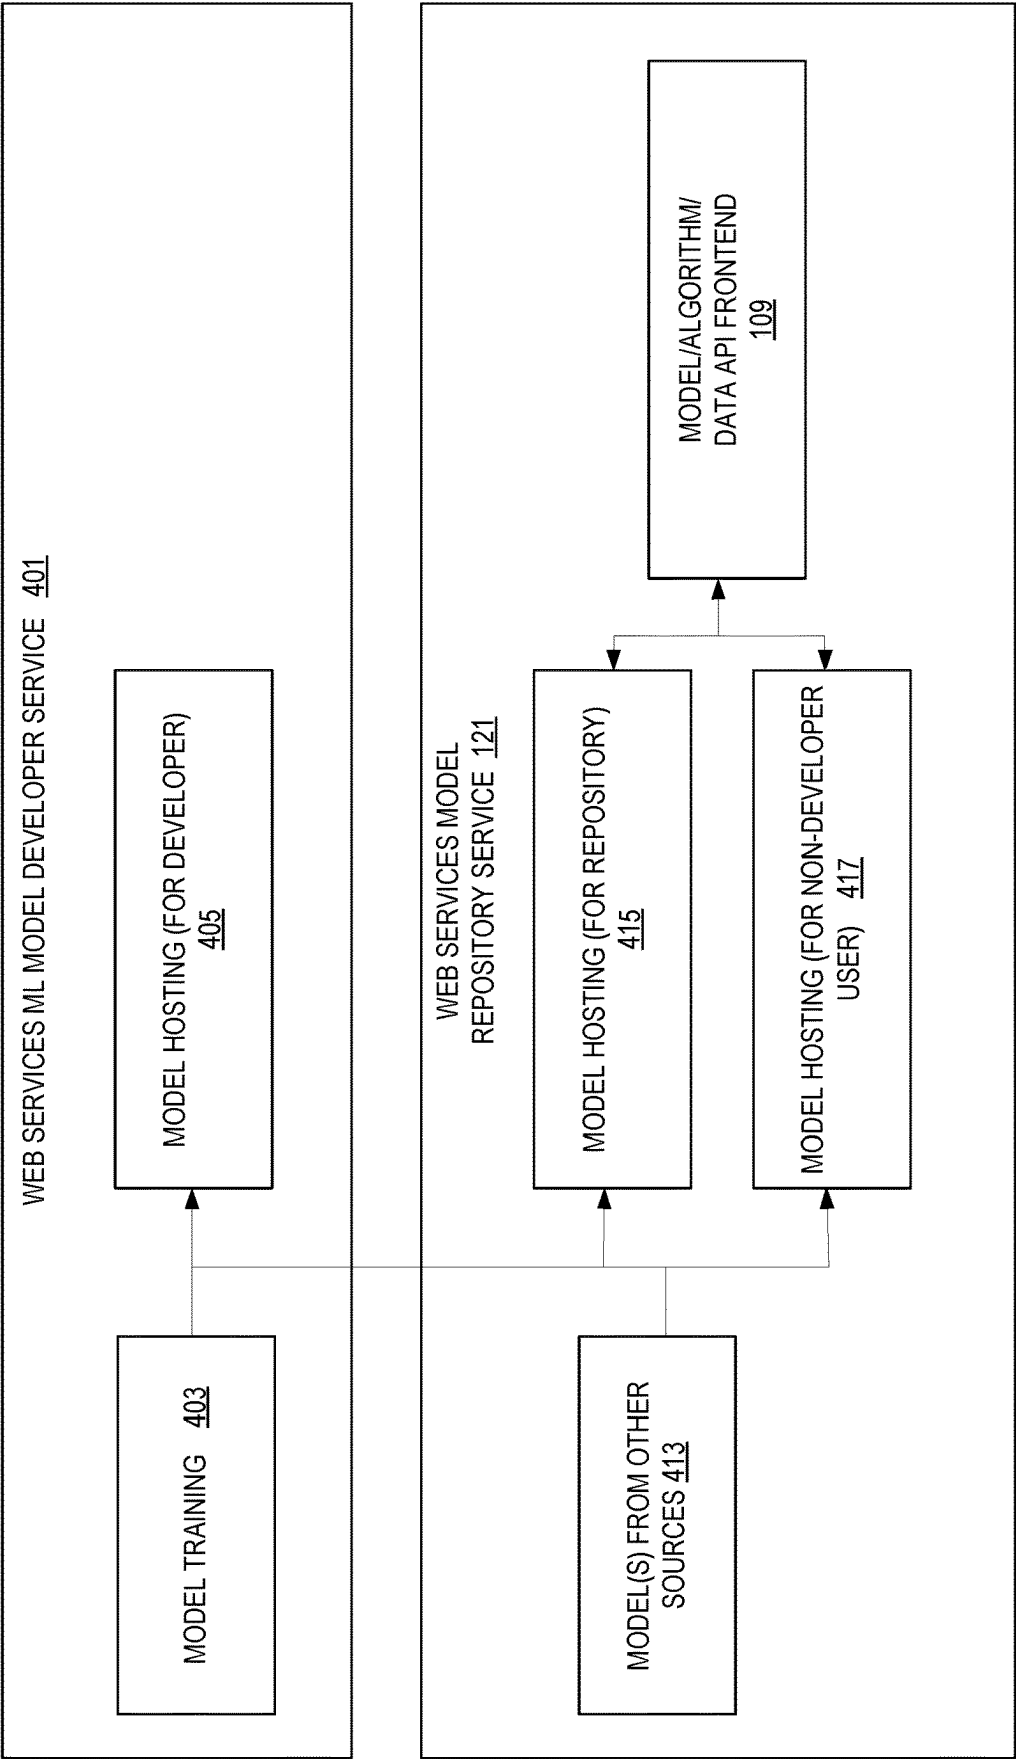 WEB SERVICES ML MODEL DEVELOPER SERVICE 401
MODEL TRAINING 403
MODEL HOSTING (FOR DEVELOPER)
405
WEB SERVICES MODEL
REPOSITORY SERVICE 121
MODEL(S) FROM OTHER
SOURCES 413
MODEL HOSTING (FOR REPOSITORY)
415
MODEL HOSTING (FOR NON-DEVELOPER
USER) 417
MODEL/ALGORITHM/
DATA API FRONTEND
109